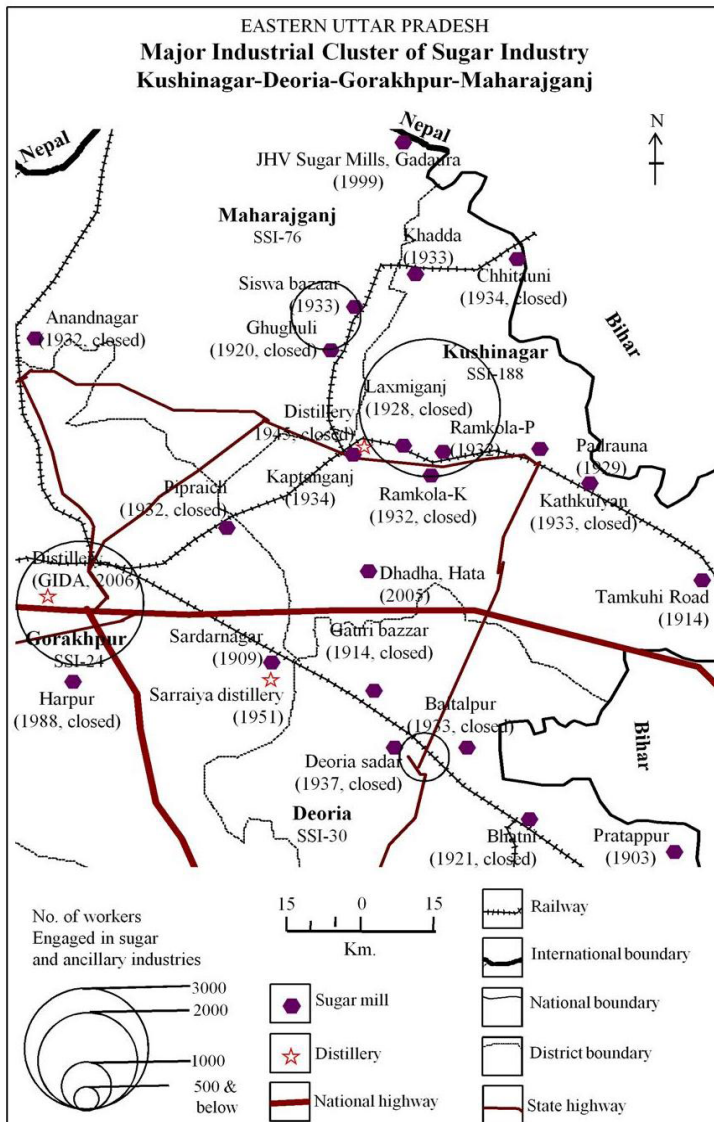 EASTERN UTTAR PRADESH
Major Industrial Cluster of Sugar Industry
Kushinagar-Deoria-Gorakhpur-Maharajganj
Nepal
Nepal
N
JHV Sugar Mills, Gadaura
(1999)
Maharajganj
SSI-76
Khadda
(1933)
Chhitauni
(1934, closed)
Siswa bazaar
(1933)
Anandnagar
(1932, closed)
Ghughuli
(1920, closed)
Bihar
Kushinagar
SSI-188
Laxmiganj
(1928, closed)
Distillery
1945, closed)
Ramkola-P
(1932)
Padrauna
(1929)
Kaptanganj
(1934)
Pipraich
(1932, closed)
Ramkola-K
(1932, closed)
Kathkuiyan
(1933, closed)
Distillery
(GIDA, 2006)
Dhadha, Hata
(2005)
Tamkuhi Road
(1914)
Gorakhpur
SSI-24
Sardarnagar
(1909)
Gauri bazzar
(1914, closed)
Harpur
(1988, closed)
Sarraiya distillery
(1951)
Baitalpur
(1933, closed)
Bihar
Deoria sadar
(1937, closed)
Deoria
SSI-30
Bhatni
(1921, closed)
Pratappur
(1903)
No. of workers
Engaged in sugar
and ancillary industries
3000
2000
1000
500 &
below
15 0 15
Km.
Sugar mill
Distillery
National highway
Railway
International boundary
National boundary
District boundary
State highway